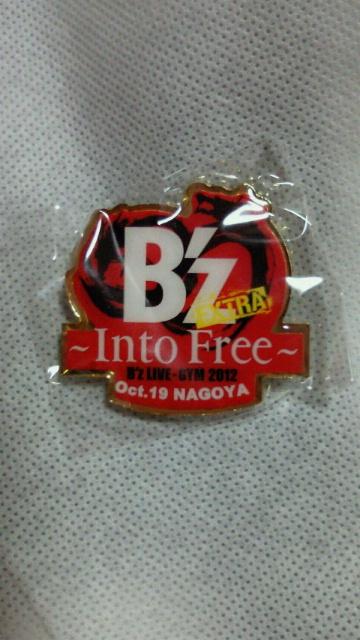 B'z
EXTRA
~Into Free~
B'z LIVE-GYM 2012
Oct.19 NAGOYA